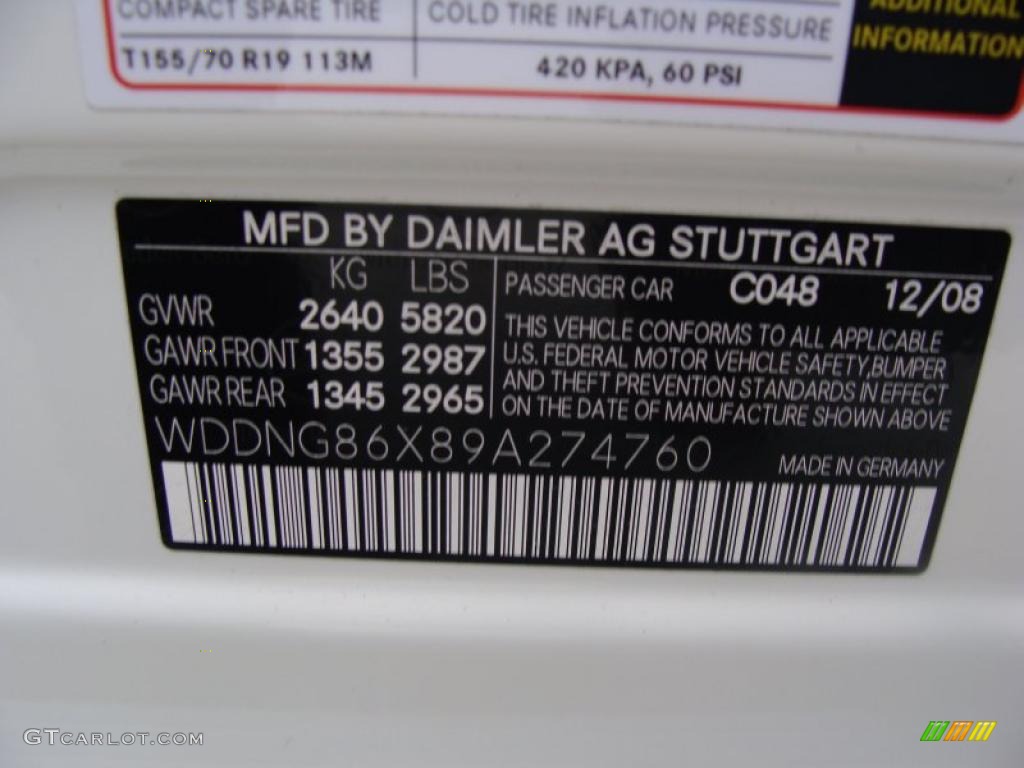 COMPACT SPARE TIRE
COLD TIRE INFLATION PRESSURE
ADDITIONAL
INFORMATION
T155/70 R19 113M
420 KPA, 60 PSI
MFD BY DAIMLER AG STUTTGART
KG LBS
GVWR 2640 5820
GAWR FRONT 1355 2987
GAWR REAR 1345 2965
PASSENGER CAR C048 12/08
THIS VEHICLE CONFORMS TO ALL APPLICABLE
U.S. FEDERAL MOTOR VEHICLE SAFETY,BUMPER
AND THEFT PREVENTION STANDARDS IN EFFECT
ON THE DATE OF MANUFACTURE SHOWN ABOVE
WDDNG86X89A274760
MADE IN GERMANY
GTCARLOT.COM